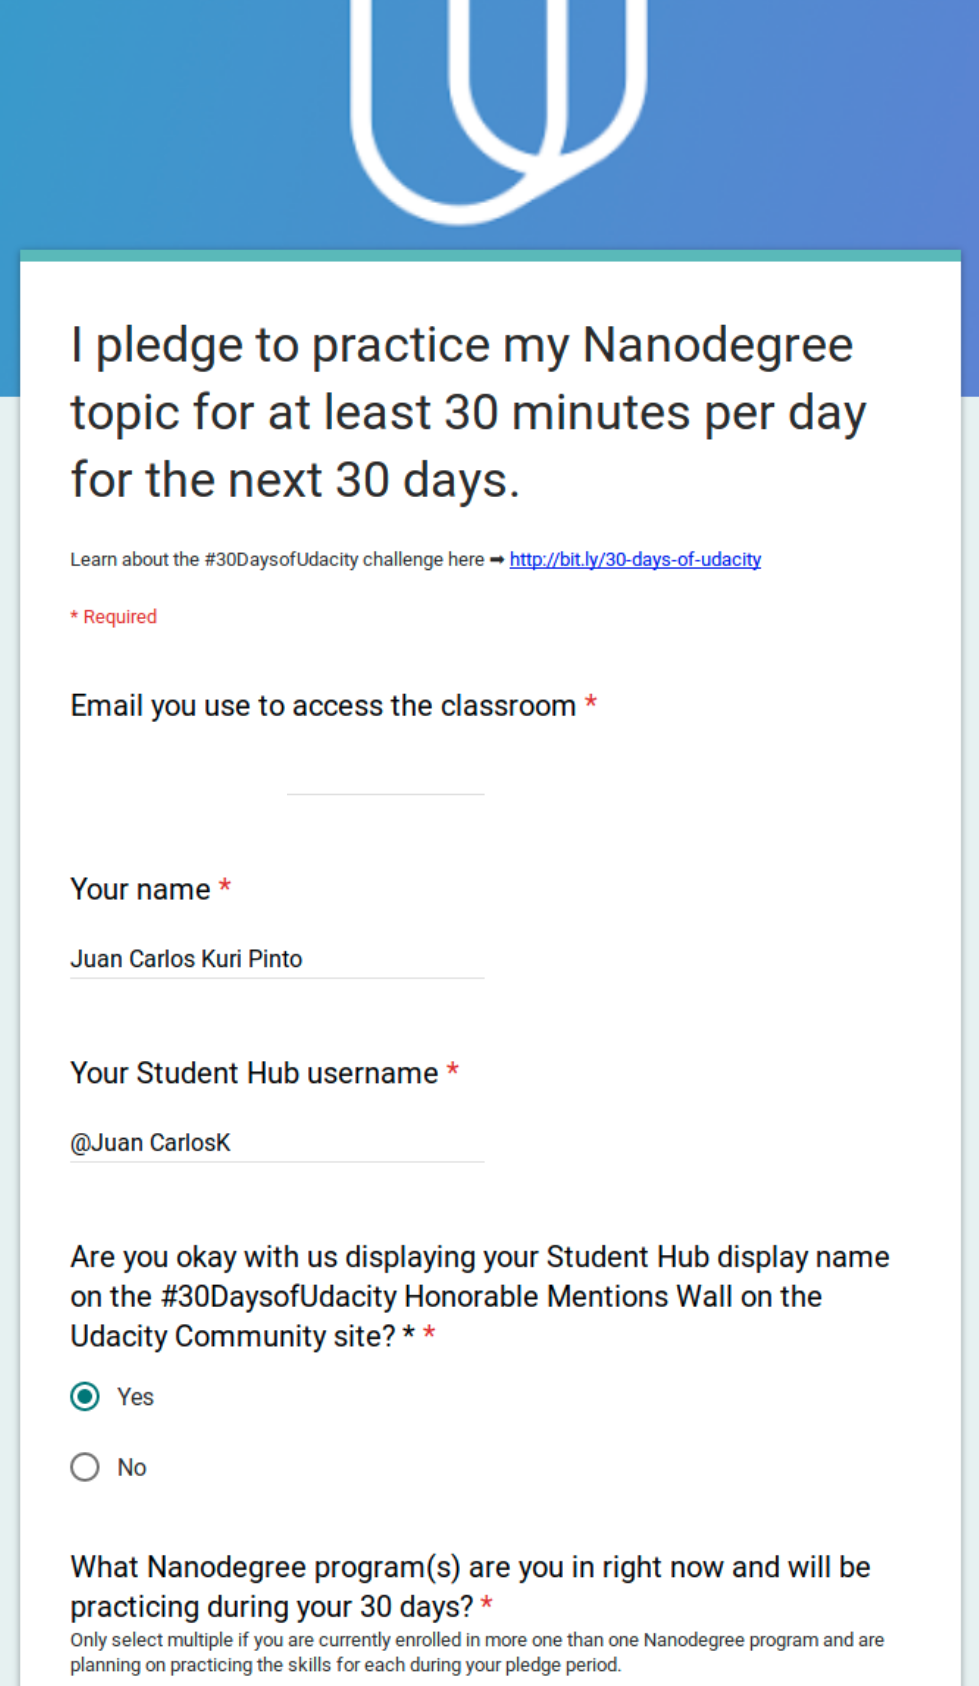 I pledge to practice my Nanodegree
topic for at least 30 minutes per day
for the next 30 days.
Learn about the #30DaysofUdacity challenge here ➡ http://bit.ly/30-days-of-udacity
* Required
Email you use to access the classroom *
Your name *
Juan Carlos Kuri Pinto
Your Student Hub username *
@Juan CarlosK
Are you okay with us displaying your Student Hub display name
on the #30DaysofUdacity Honorable Mentions Wall on the
Udacity Community site? * *
Yes
No
What Nanodegree program(s) are you in right now and will be
practicing during your 30 days? *
Only select multiple if you are currently enrolled in more one than one Nanodegree program and are
planning on practicing the skills for each during your pledge period.